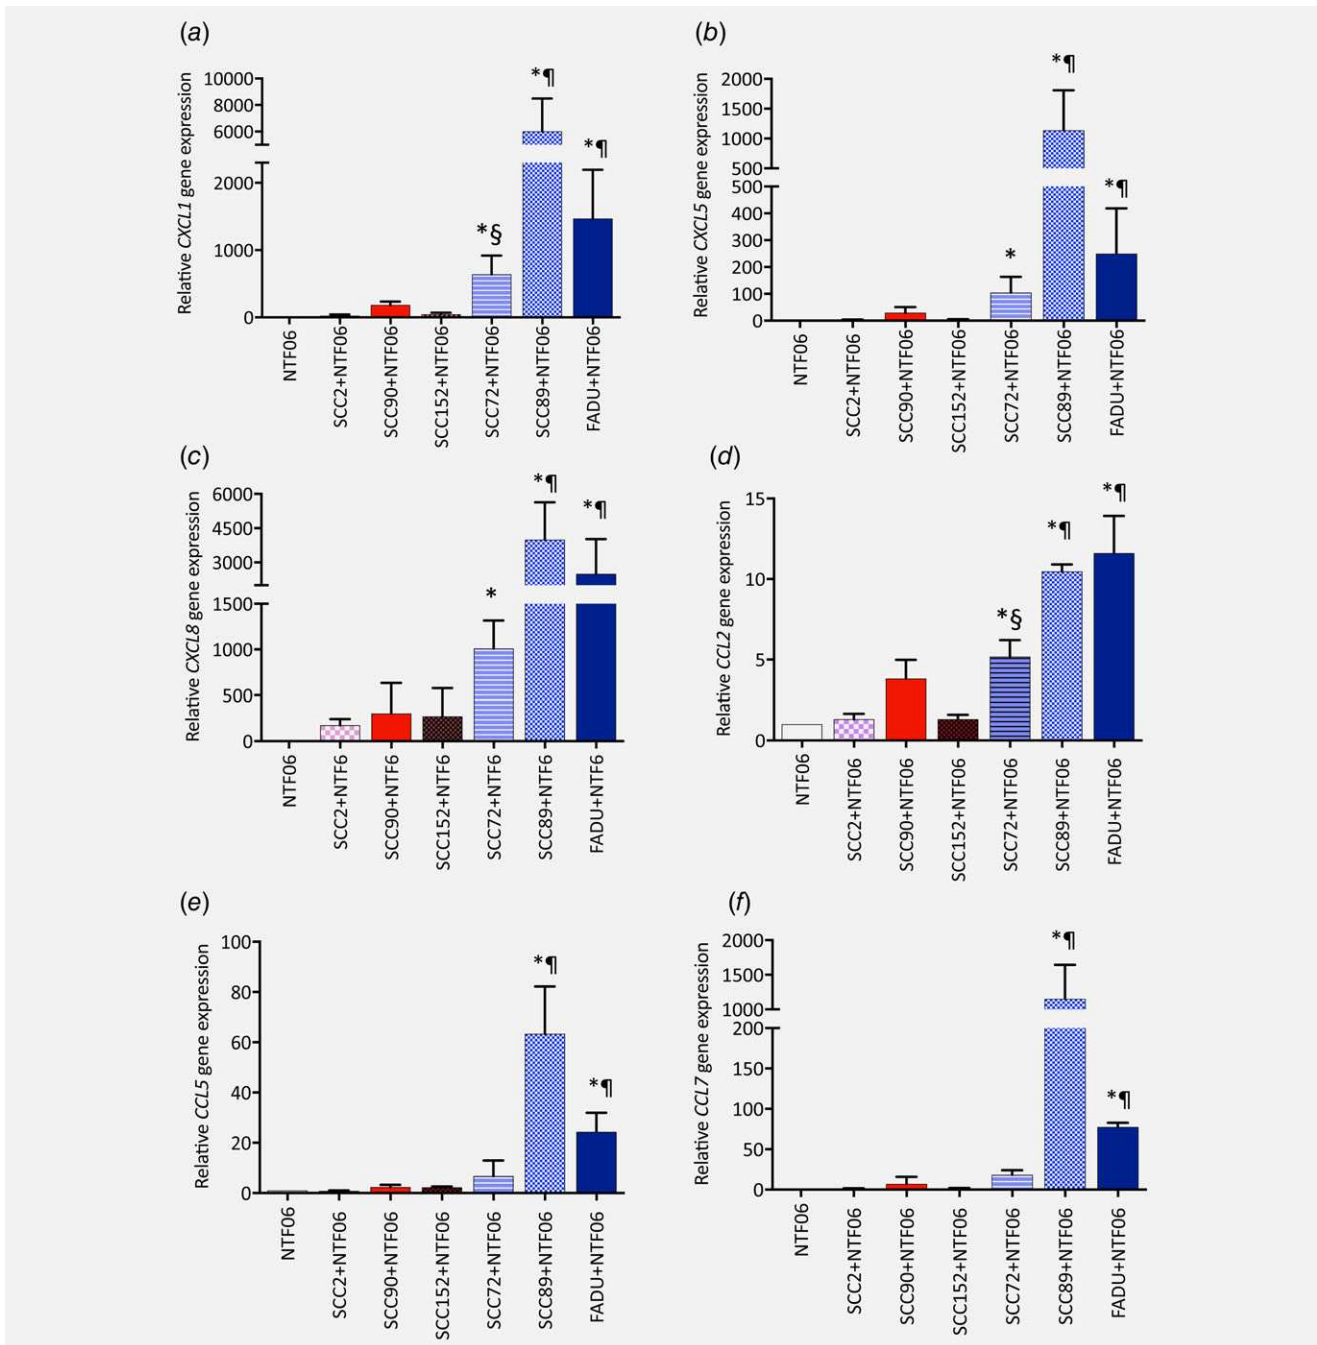 (a)
Relative CXCL1 gene expression
10000
8000
6000
2000
1000
0
*¶
*¶
*§
NTF06
SCC2+NTF06
SCC90+NTF06
SCC152+NTF06
SCC72+NTF06
SCC89+NTF06
FADU+NTF06
(b)
Relative CXCL5 gene expression
2000
1500
1000
500
500
400
300
200
100
0
*¶
*¶
*
NTF06
SCC2+NTF06
SCC90+NTF06
SCC152+NTF06
SCC72+NTF06
SCC89+NTF06
FADU+NTF06
(c)
Relative CXCL8 gene expression
6000
4500
3000
1500
1000
500
0
*¶
*¶
*
NTF06
SCC2+NTF6
SCC90+NTF6
SCC152+NTF6
SCC72+NTF6
SCC89+NTF6
FADU+NTF6
(d)
Relative CCL2 gene expression
15
10
5
0
*¶
*¶
*§
NTF06
SCC2+NTF06
SCC90+NTF06
SCC152+NTF06
SCC72+NTF06
SCC89+NTF06
FADU+NTF06
(e)
Relative CCL5 gene expression
100
80
60
40
20
0
*¶
*¶
NTF06
SCC2+NTF06
SCC90+NTF06
SCC152+NTF06
SCC72+NTF06
SCC89+NTF06
FADU+NTF06
(f)
Relative CCL7 gene expression
2000
1500
1000
200
150
100
50
0
*¶
*¶
NTF06
SCC2+NTF06
SCC90+NTF06
SCC152+NTF06
SCC72+NTF06
SCC89+NTF06
FADU+NTF06